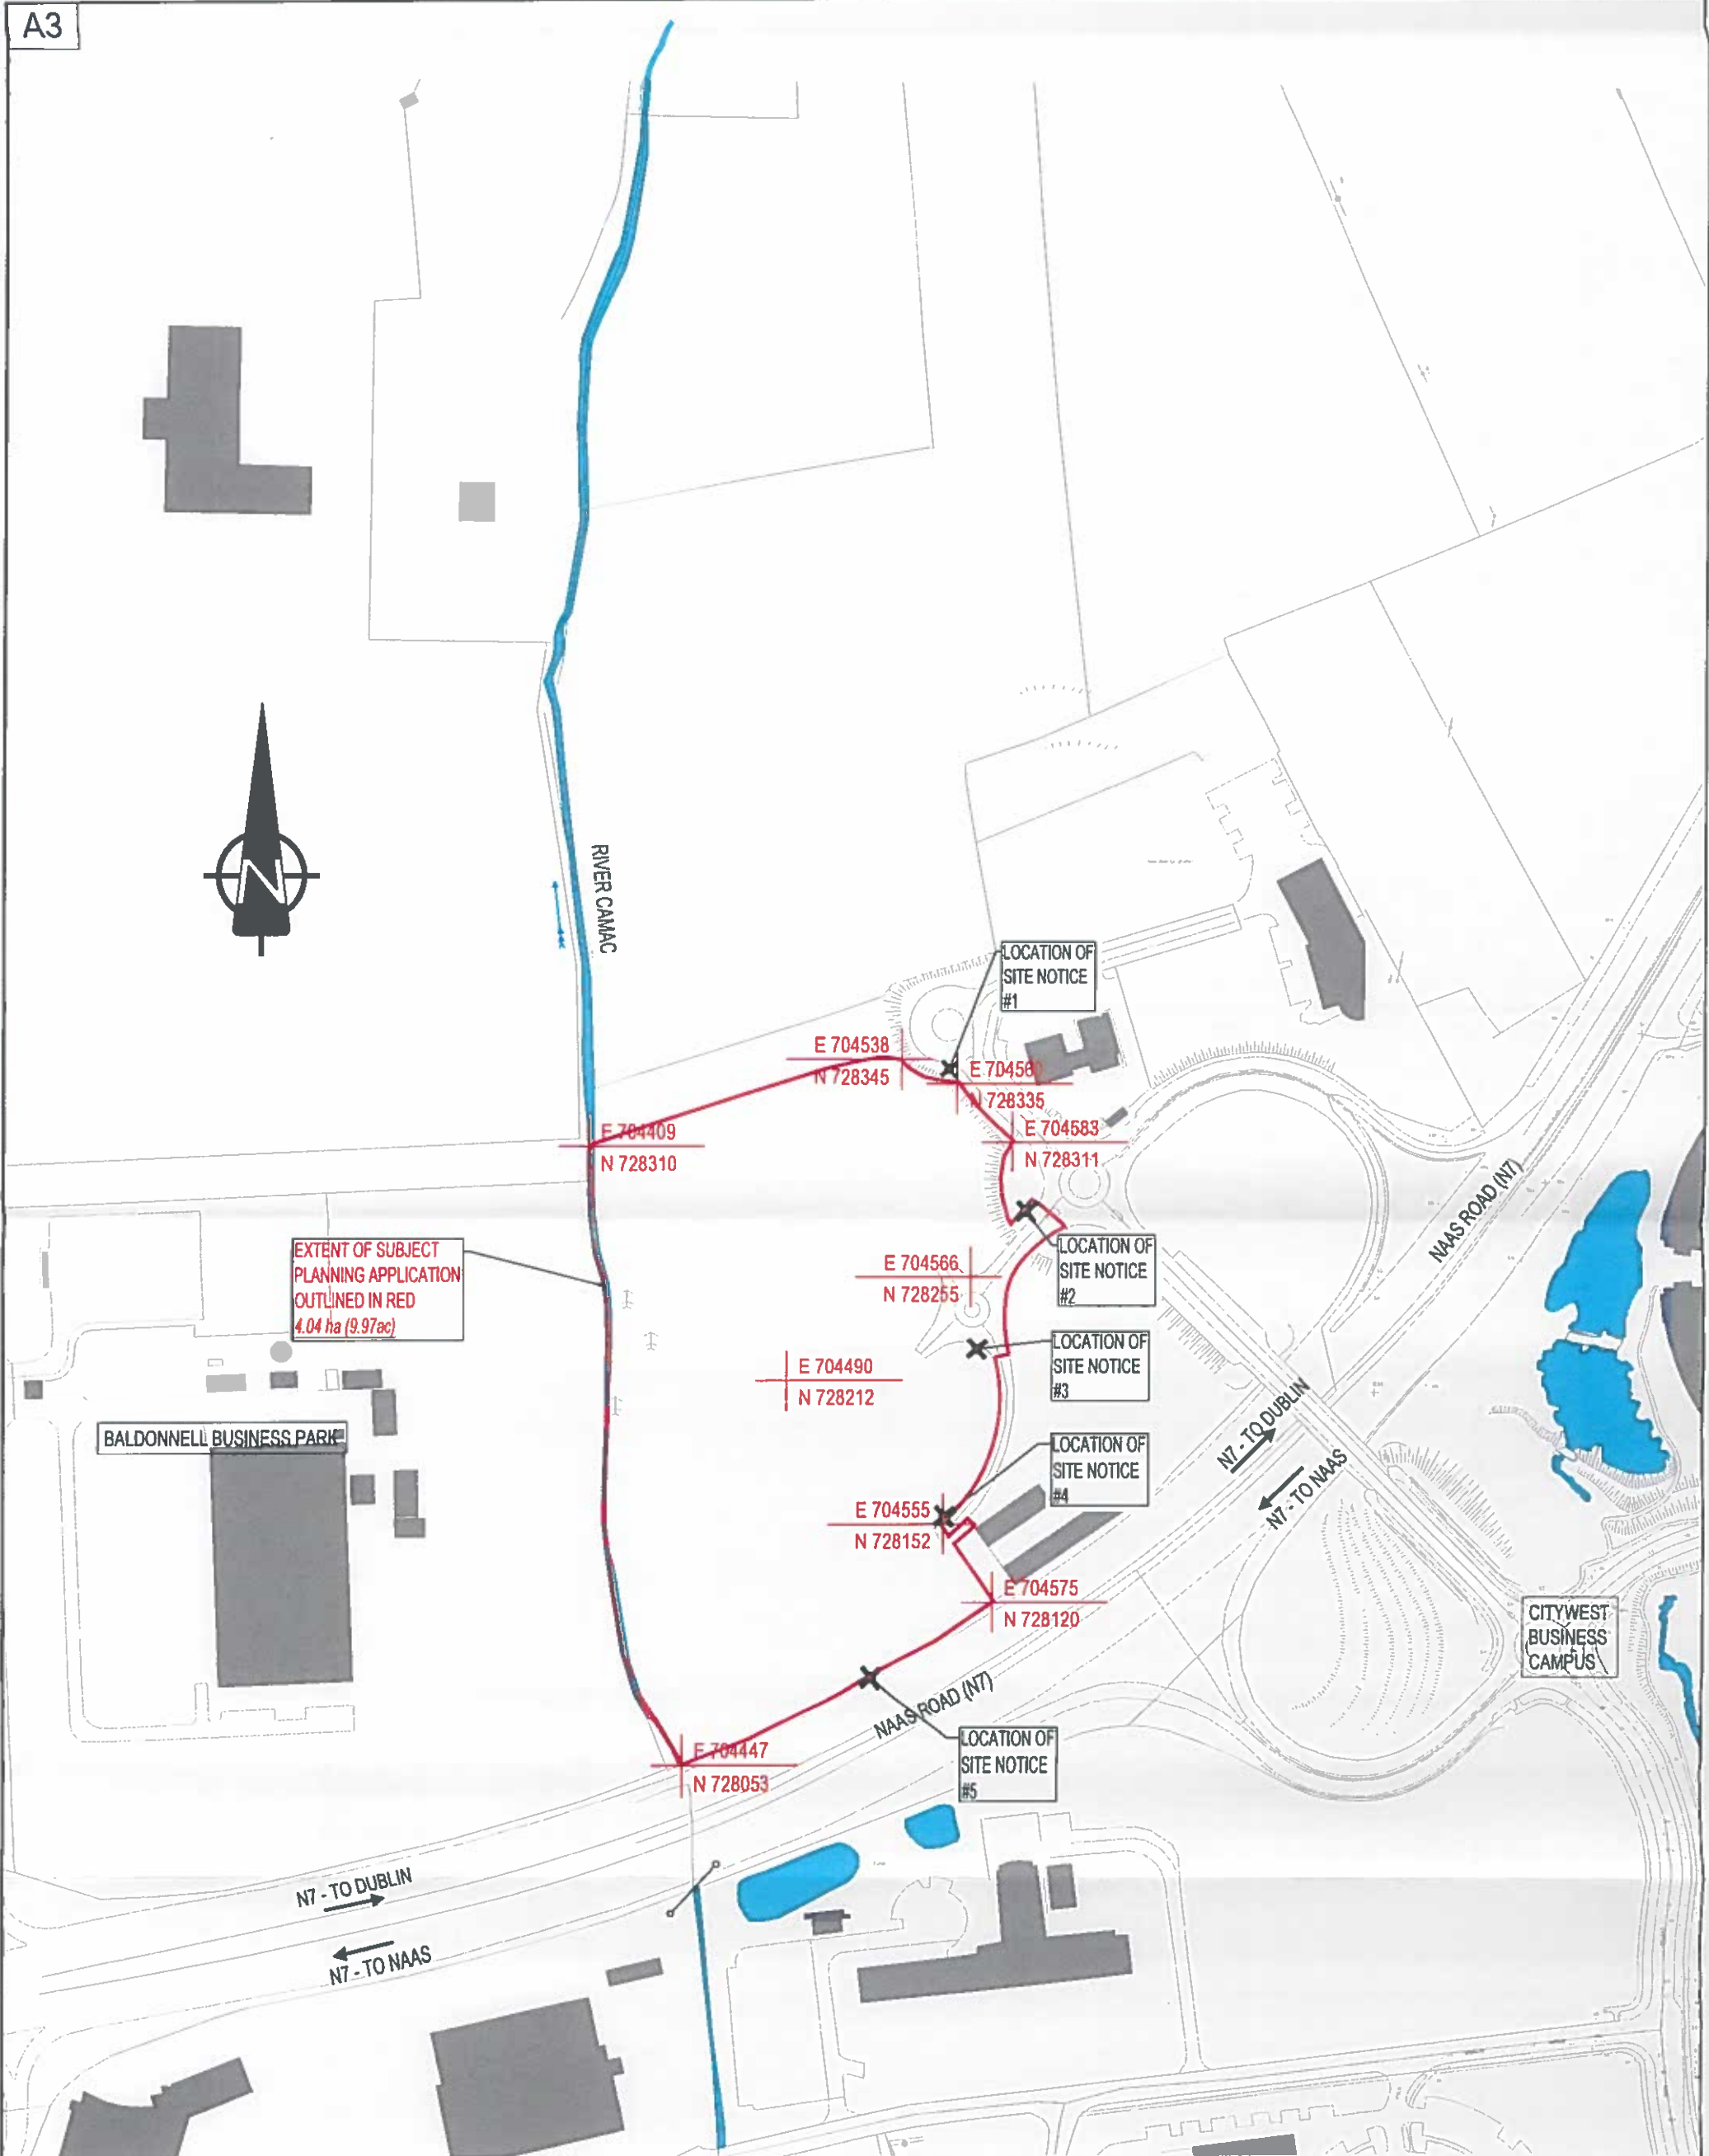 A3
N
RIVER CAMAC
LOCATION OF
SITE NOTICE
#1
E 704538
N 728345
N 728335
E 704583
N 728311
E 704409
N 728310
NAAS ROAD (N7)
EXTENT OF SUBJECT
PLANNING APPLICATION
OUTLINED IN RED
4.04 ha (9.97ac)
LOCATION OF
SITE NOTICE
#2
E 704566
N 728255
LOCATION OF
SITE NOTICE
#3
E 704490
N 728212
N7 - TO DUBLIN
N7 - TO NAAS
BALDONNELL BUSINESS PARK
LOCATION OF
SITE NOTICE
#4
E 704555
N 728152
E 704575
N 728120
CITYWEST
BUSINESS
CAMPUS
NAAS ROAD (N7)
LOCATION OF
SITE NOTICE
#5
E 704447
N 728053
N7 - TO DUBLIN
N7 - TO NAAS